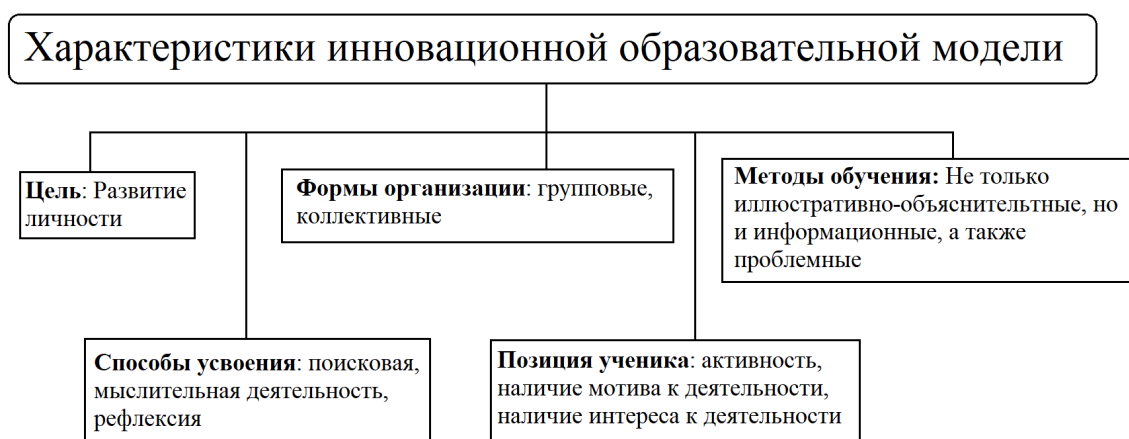 Характеристики инновационной образовательной модели
Цель: Развитие
личности
Формы организации: групповые,
коллективные
Методы обучения: Не только
иллюстративно-объяснительтные, но
и информационные, а также
проблемные
Способы усвоения: поисковая,
мыслительная деятельность,
рефлексия
Позиция ученика: активность,
наличие мотива к деятельности,
наличие интереса к деятельности